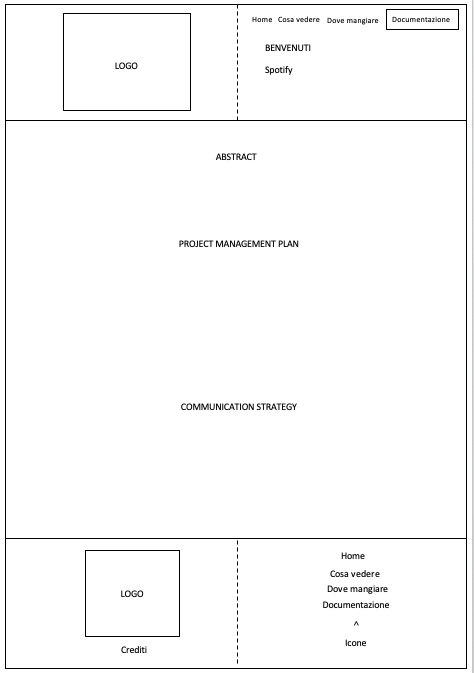 LOGO
Home Cosa vedere Dove mangiare Documentazione
BENVENUTI
Spotify
ABSTRACT
PROJECT MANAGEMENT PLAN
COMMUNICATION STRATEGY
LOGO
Crediti
Home
Cosa vedere
Dove mangiare
Documentazione
^
Icone